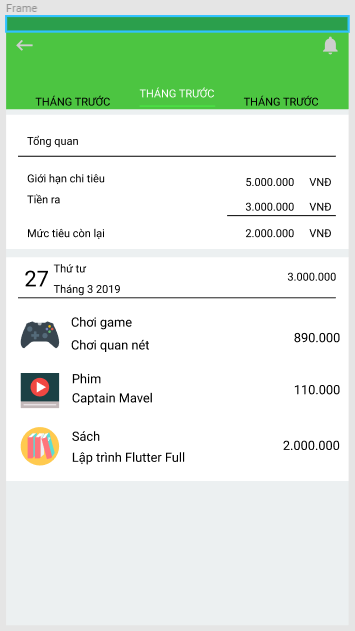 Frame
THÁNG TRƯỚC THÁNG TRƯỚC THÁNG TRƯỚC
Tổng quan
Giới hạn chi tiêu 5.000.000 VNĐ
Tiền ra 3.000.000 VNĐ
Mức tiêu còn lại 2.000.000 VNĐ
27 Thứ tư 3.000.000
Tháng 3 2019
Chơi game 890.000
Chơi quan nét
Phim 110.000
Captain Mavel
Sách 2.000.000
Lập trình Flutter Full